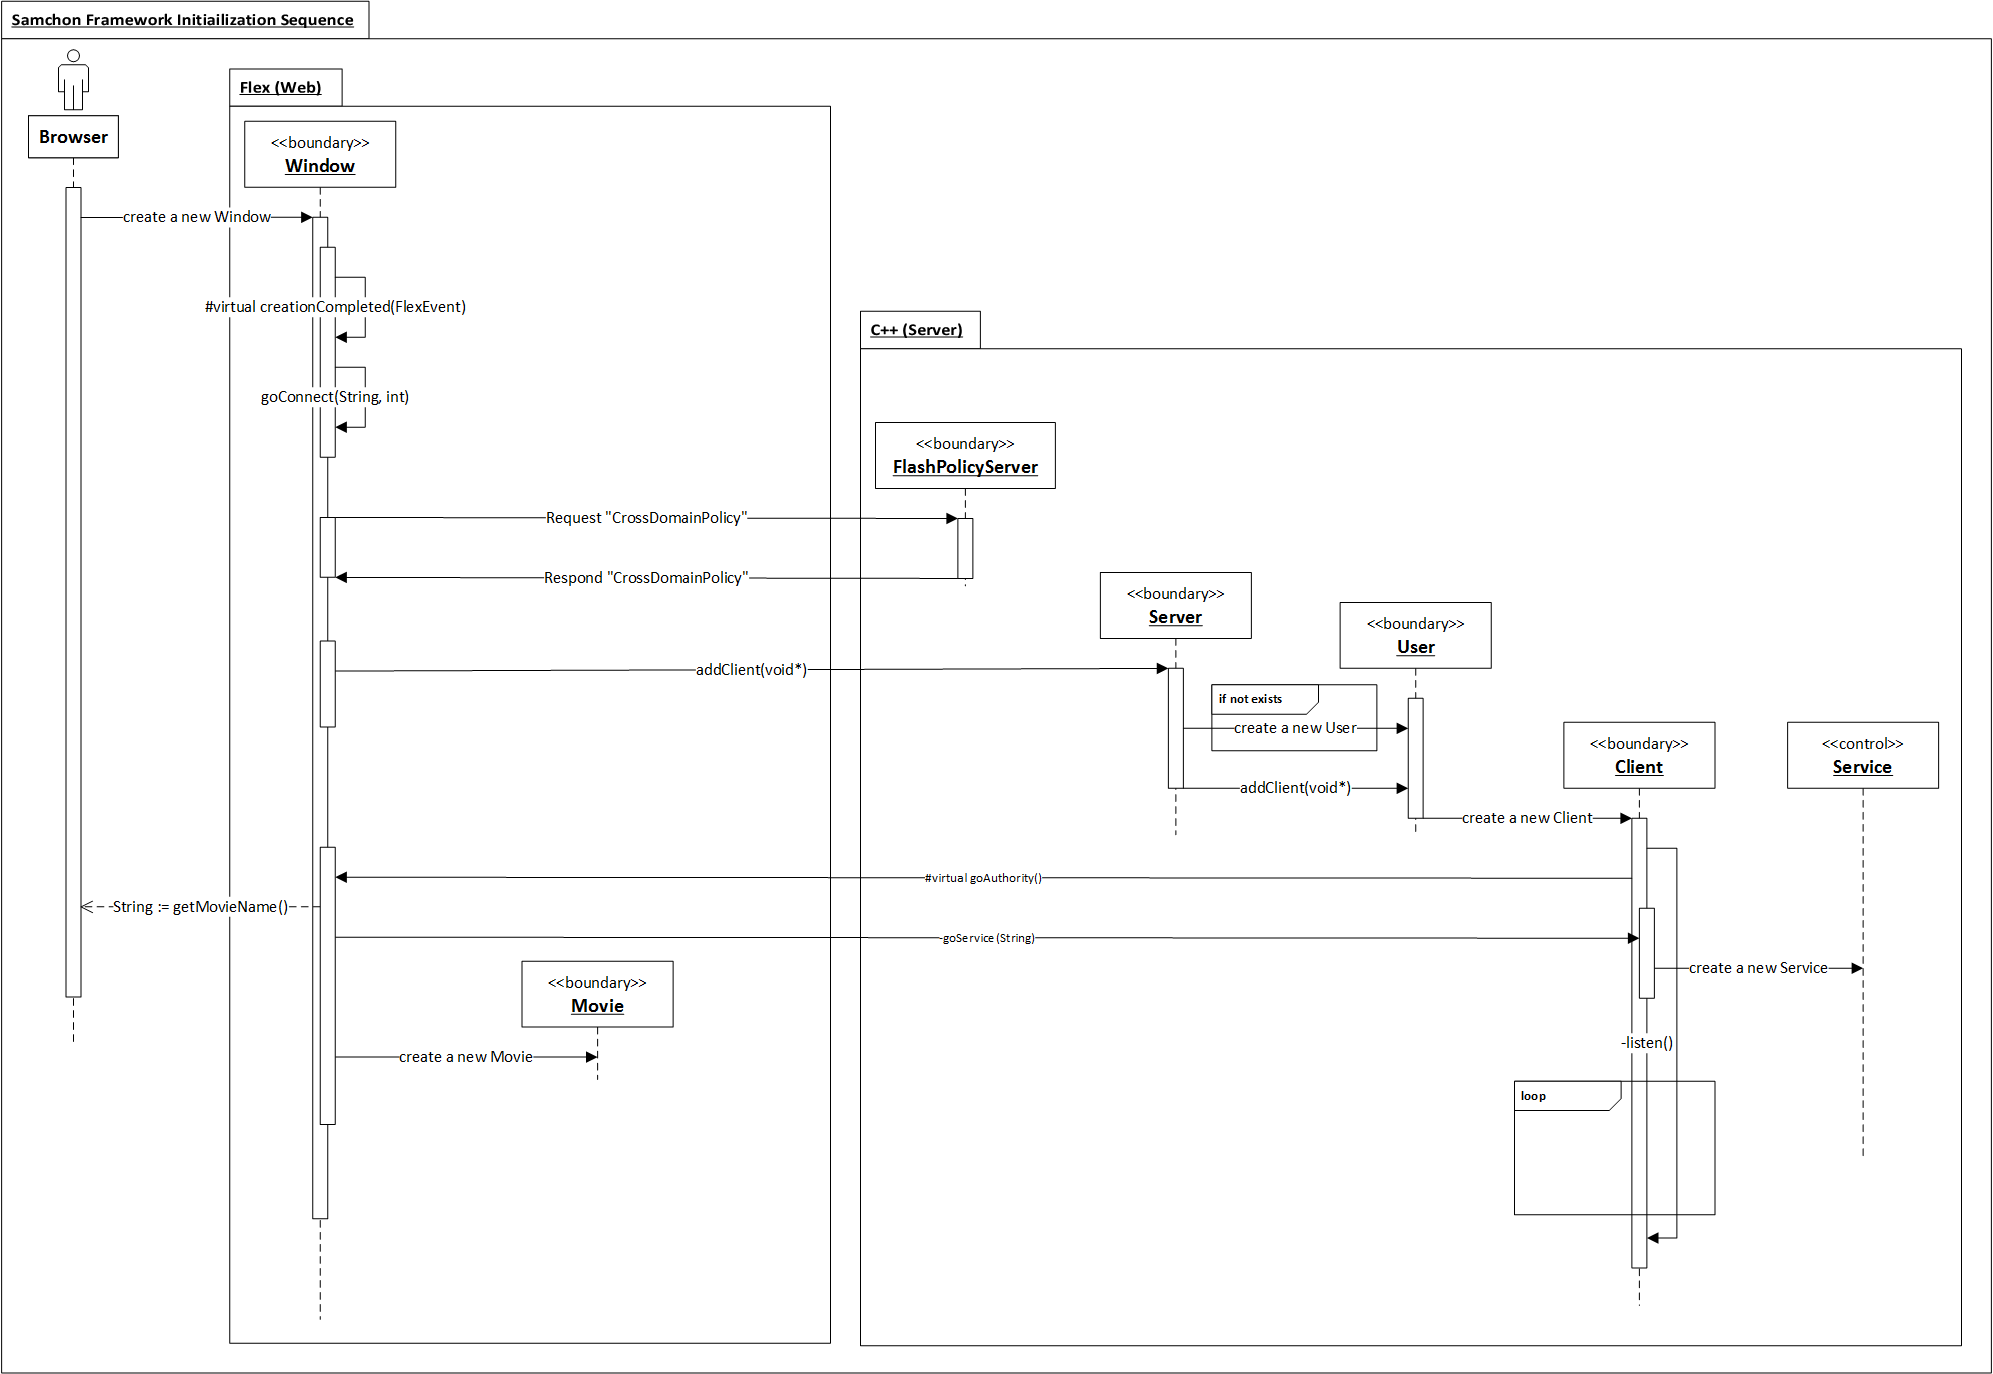 Samchon Framework Initiailization Sequence
Browser
Flex (Web)
<<boundary>>
Window
create a new Window
#virtual creationCompleted(FlexEvent)
C++ (Server)
goConnect(String, int)
<<boundary>>
FlashPolicyServer
Request "CrossDomainPolicy"
Respond "CrossDomainPolicy"
<<boundary>>
Server
<<boundary>>
User
addClient(void*)
if not exists
create a new User
<<boundary>>
Client
<<control>>
Service
addClient(void*)
create a new Client
#virtual goAuthority()
String := getMovieName()
-goService(String)
create a new Service
<<boundary>>
Movie
-listen()
create a new Movie
loop